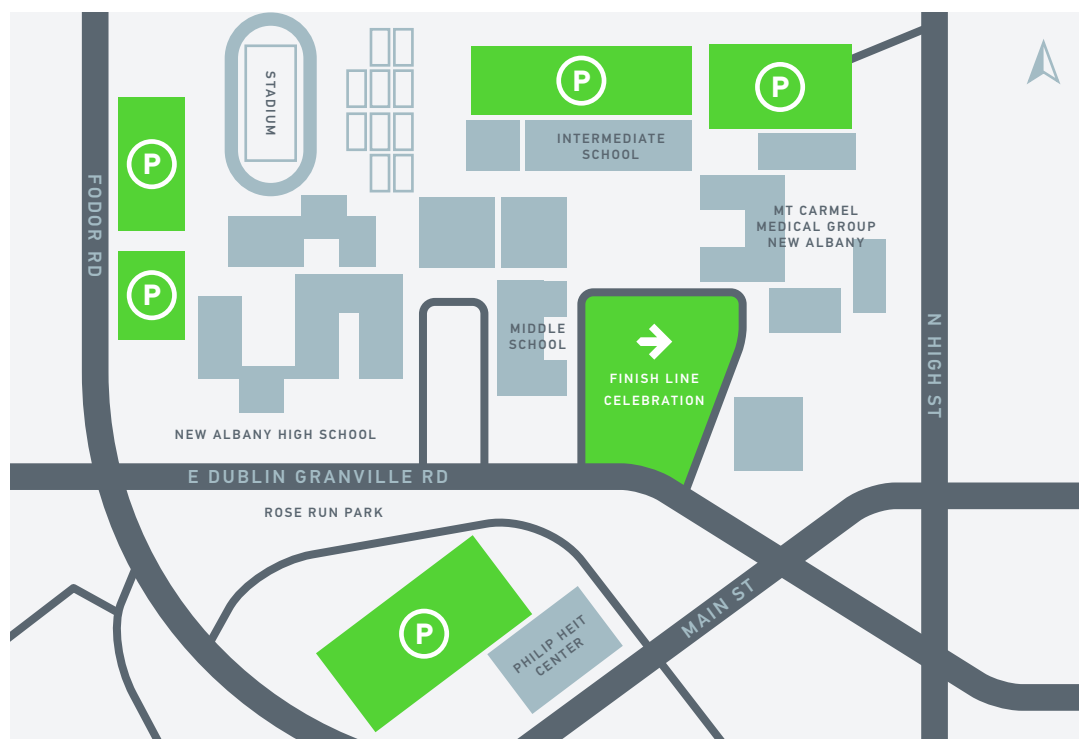 STADIUM
P
P
INTERMEDIATE
SCHOOL
P
P
FODOR RD
MT CARMEL
MEDICAL GROUP
NEW ALBANY
MIDDLE
SCHOOL
FINISH LINE
CELEBRATION
N HIGH ST
NEW ALBANY HIGH SCHOOL
E DUBLIN GRANVILLE RD
ROSE RUN PARK
P
PHILIP HEIT
CENTER
MAIN ST